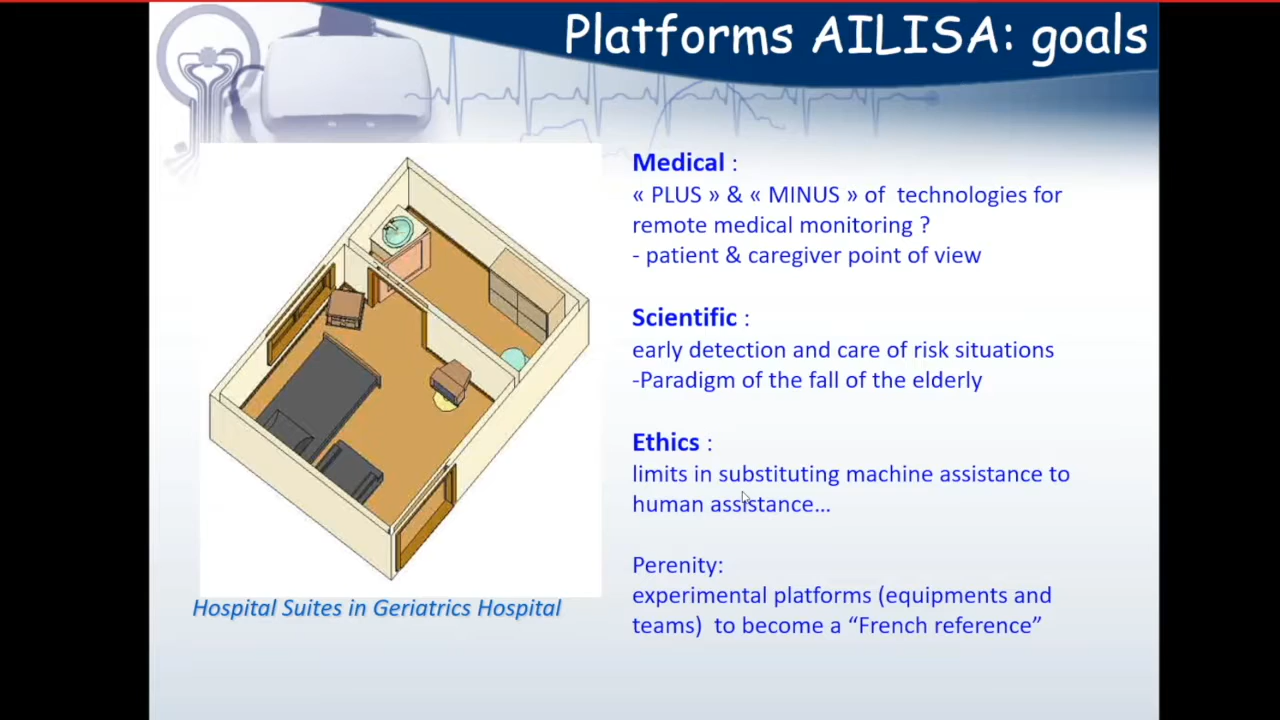 Platforms AILISA: goals
Medical :
« PLUS » & « MINUS » of technologies for
remote medical monitoring ?
- patient & caregiver point of view
Scientific :
early detection and care of risk situations
-Paradigm of the fall of the elderly
Ethics :
limits in substituting machine assistance to
human assistance...
Perenity:
experimental platforms (equipments and
teams) to become a “French reference”
Hospital Suites in Geriatrics Hospital